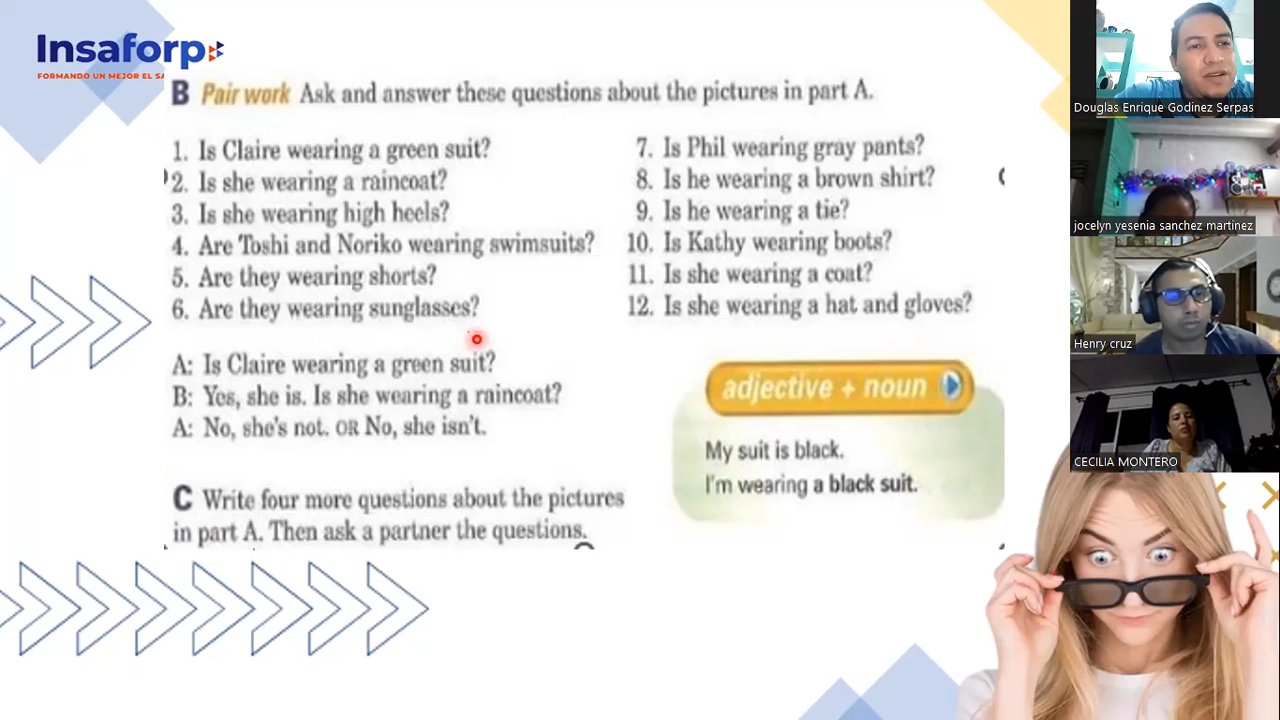 Insaforp
FORMANDO UN MEJOR EL SA
B Pair work Ask and answer these questions about the pictures in part A.
1. Is Claire wearing a green suit?
2. Is she wearing a raincoat?
3. Is she wearing high heels?
4. Are Toshi and Noriko wearing swimsuits?
5. Are they wearing shorts?
6. Are they wearing sunglasses?
7. Is Phil wearing gray pants?
8. Is he wearing a brown shirt?
9. Is he wearing a tie?
10. Is Kathy wearing boots?
11. Is she wearing a coat?
12. Is she wearing a hat and gloves?
A: Is Claire wearing a green suit?
B: Yes, she is. Is she wearing a raincoat?
A: No, she's not. OR No, she isn't.
adjective + noun
My suit is black.
I'm wearing a black suit.
C Write four more questions about the pictures
in part A. Then ask a partner the questions.
Douglas Enrique Godinez Serpas
jocelyn yesenia sanchez martinez
Henry cruz
CECILIA MONTERO